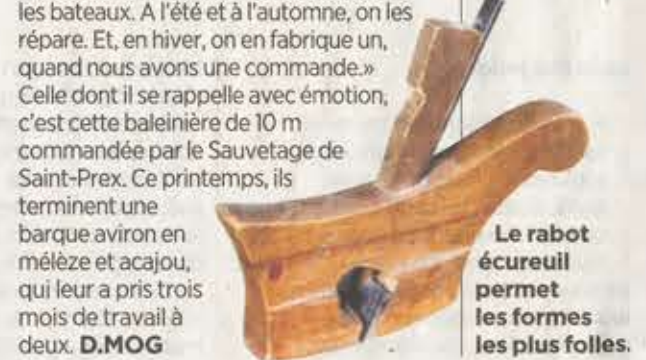 les bateaux. A l'été et à l'automne, on les
répare. Et, en hiver, on en fabrique un,
quand nous avons une commande.»
Celle dont il se rappelle avec émotion,
c'est cette baleinière de 10 m
commandée par le Sauvetage de
Saint-Prex. Ce printemps, ils
terminent une
barque aviron en
mélèze et acajou,
qui leur a pris trois
mois de travail à
deux. D.MOG
Le rabot
écureuil
permet
les formes
les plus folles.